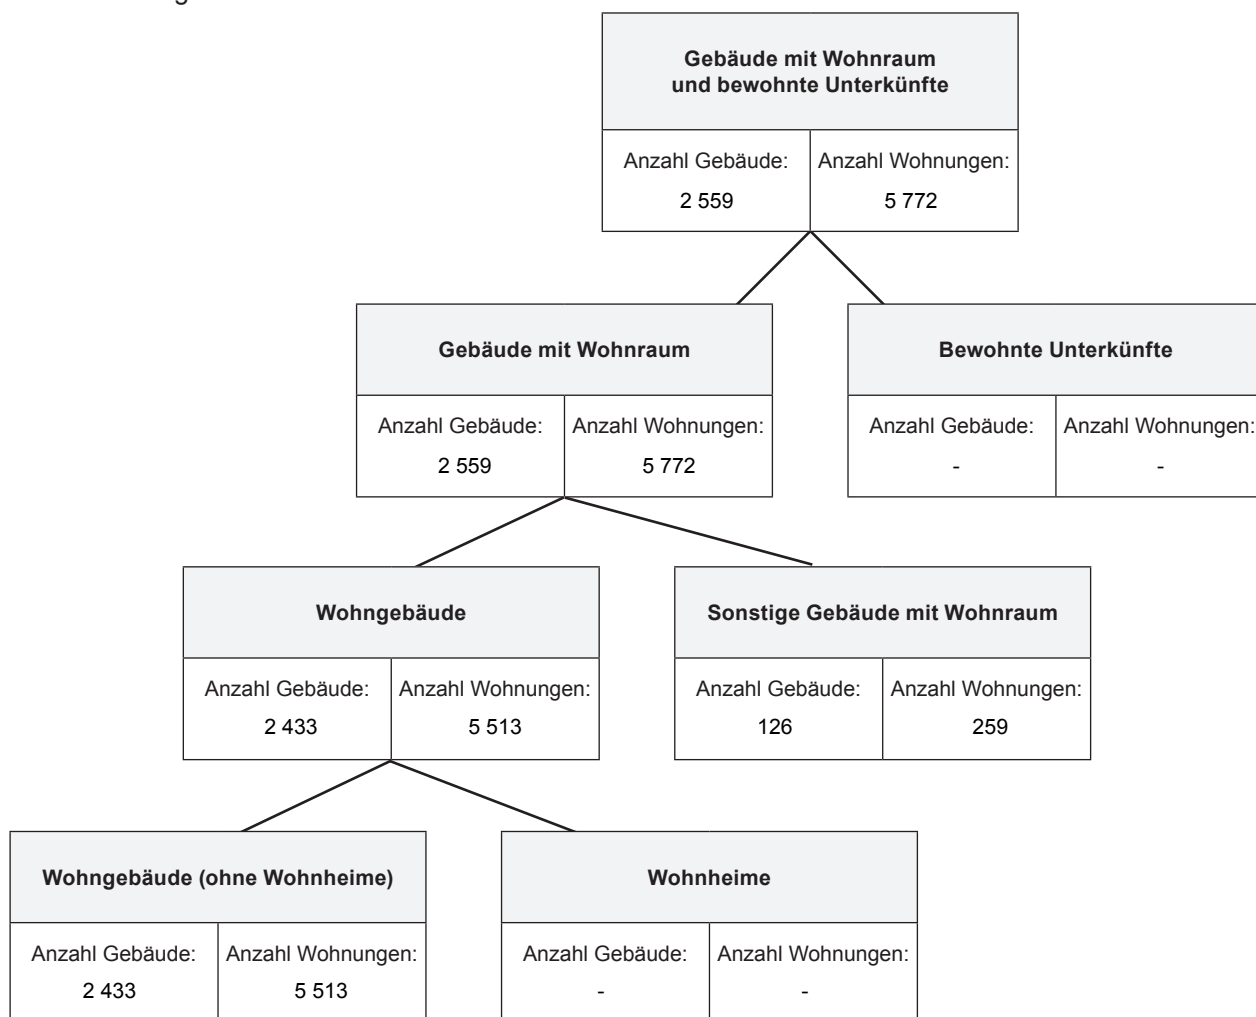 Gebäude mit Wohnraum
und bewohnte Unterkünfte
Anzahl Gebäude: Anzahl Wohnungen:
2 559 5 772
Gebäude mit Wohnraum
Anzahl Gebäude: Anzahl Wohnungen:
2 559 5 772
Bewohnte Unterkünfte
Anzahl Gebäude: Anzahl Wohnungen:
- -
Wohngebäude
Anzahl Gebäude: Anzahl Wohnungen:
2 433 5 513
Sonstige Gebäude mit Wohnraum
Anzahl Gebäude: Anzahl Wohnungen:
126 259
Wohngebäude (ohne Wohnheime)
Anzahl Gebäude: Anzahl Wohnungen:
2 433 5 513
Wohnheime
Anzahl Gebäude: Anzahl Wohnungen:
- -